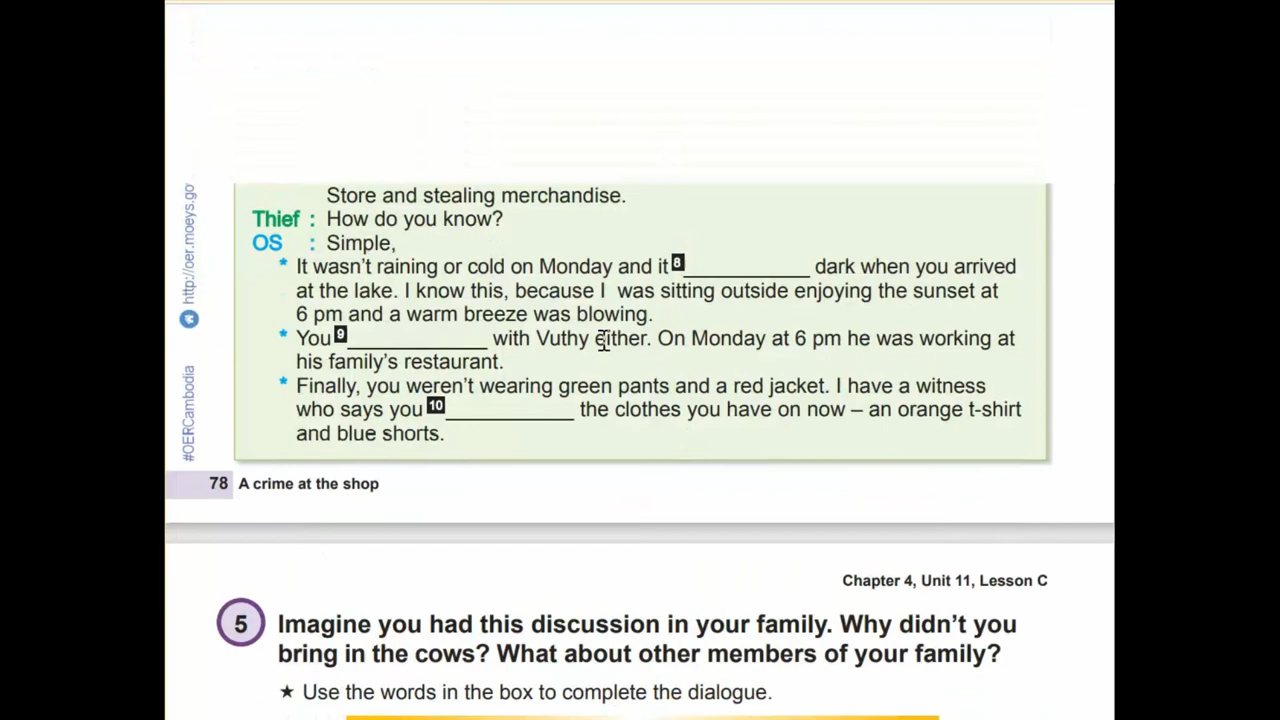 Store and stealing merchandise.
Thief : How do you know?
OS : Simple,
* It wasn't raining or cold on Monday and it 8 __________ dark when you arrived
at the lake. I know this, because I was sitting outside enjoying the sunset at
6 pm and a warm breeze was blowing.
* You 9 ___________ with Vuthy either. On Monday at 6 pm he was working at
his family's restaurant.
* Finally, you weren't wearing green pants and a red jacket. I have a witness
who says you 10 __________ the clothes you have on now – an orange t-shirt
and blue shorts.
#OERCambodia http://oer.moeys.go
78 A crime at the shop
Chapter 4, Unit 11, Lesson C
5 Imagine you had this discussion in your family. Why didn't you
bring in the cows? What about other members of your family?
★ Use the words in the box to complete the dialogue.